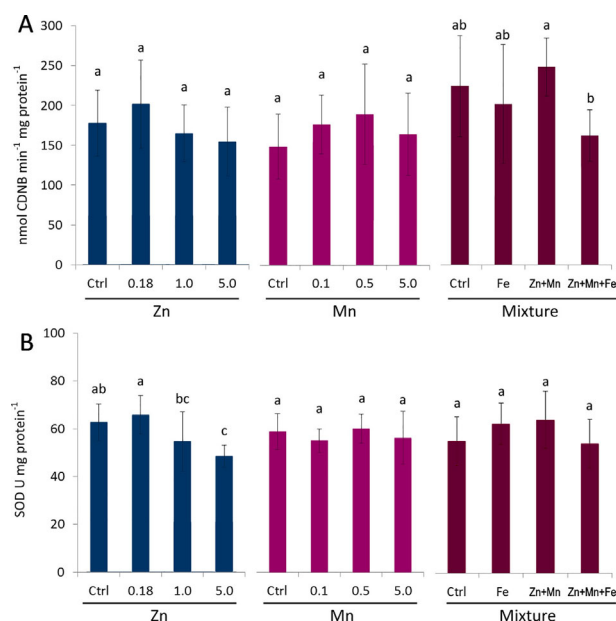 A
nmol CDNB min⁻¹ mg protein⁻¹
300
250
200
150
100
50
0
a a a a
a a a a
ab ab a b
Ctrl 0.18 1.0 5.0
Ctrl 0.1 0.5 5.0
Ctrl Fe Zn+Mn Zn+Mn+Fe
Zn Mn Mixture
B
SOD U mg protein⁻¹
100
80
60
40
20
0
ab a bc c
a a a a
a a a a
Ctrl 0.18 1.0 5.0
Ctrl 0.1 0.5 5.0
Ctrl Fe Zn+Mn Zn+Mn+Fe
Zn Mn Mixture